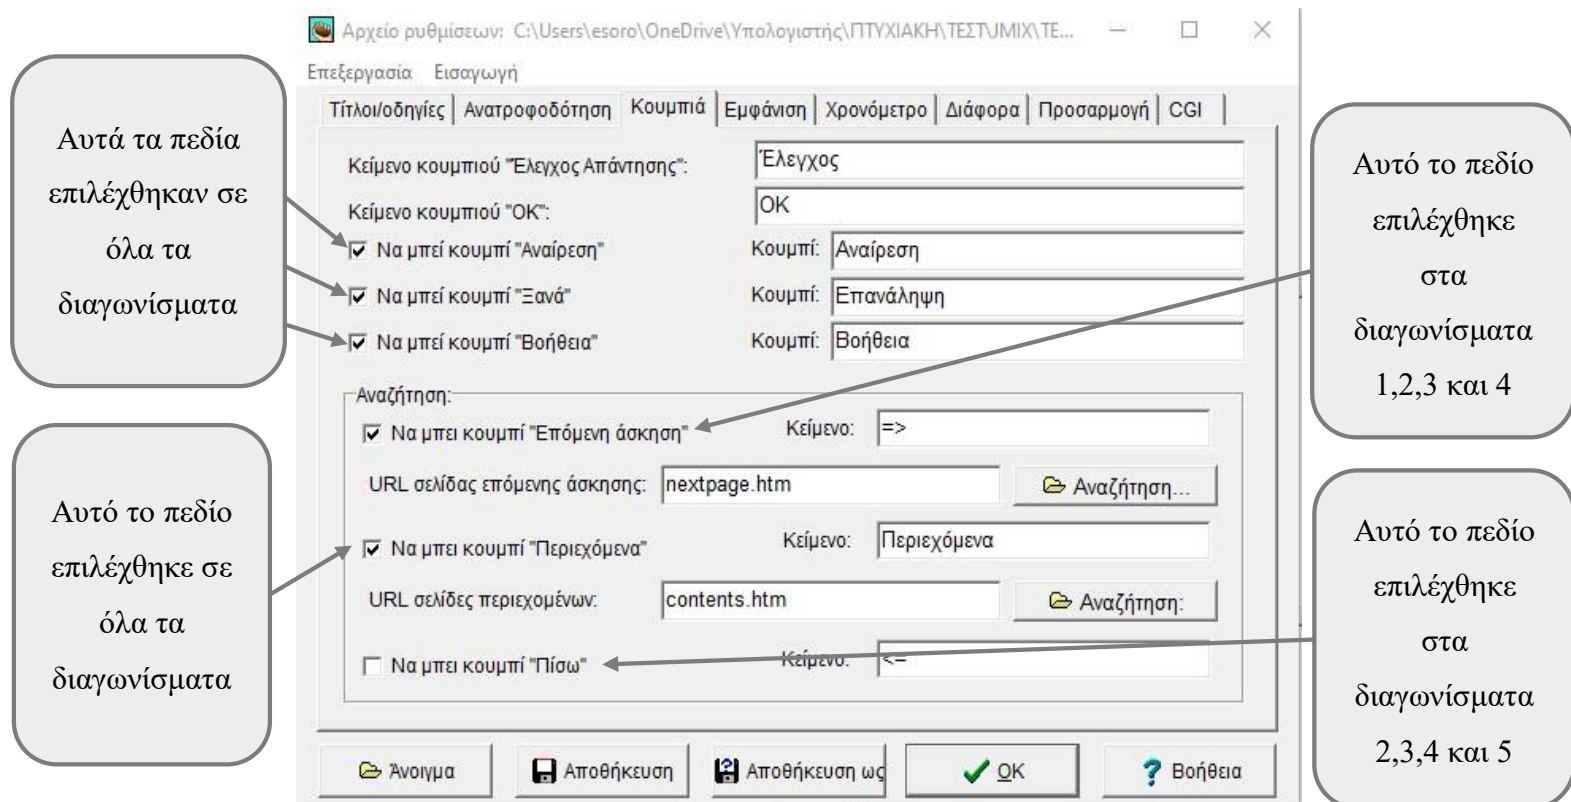 Αρχείο ρυθμίσεων: C:\Users\esoro\OneDrive\Υπολογιστής\ΠΤΥΧΙΑΚΗ\ΤΕΣΤ\JMIX\TE...
Επεξεργασία Εισαγωγή
Τίτλοι/οδηγίες Ανατροφοδότηση Κουμπιά Εμφάνιση Χρονόμετρο Διάφορα Προσαρμογή CGI
Αυτά τα πεδία
επιλέχθηκαν σε
όλα τα
διαγωνίσματα
Κείμενο κουμπιού "Έλεγχος Απάντησης": Έλεγχος
Κείμενο κουμπιού "ΟΚ": OK
Να μπεί κουμπί "Αναίρεση" Κουμπί: Αναίρεση
Να μπεί κουμπί "Ξανά" Κουμπί: Επανάληψη
Να μπεί κουμπί "Βοήθεια" Κουμπί: Βοήθεια
Αυτό το πεδίο
επιλέχθηκε
στα
διαγωνίσματα
1,2,3 και 4
Αναζήτηση:
Να μπει κουμπί "Επόμενη άσκηση" Κείμενο: =>
URL σελίδας επόμενης άσκησης: nextpage.htm Αναζήτηση...
Αυτό το πεδίο
επιλέχθηκε σε
όλα τα
διαγωνίσματα
Να μπει κουμπί "Περιεχόμενα" Κείμενο: Περιεχόμενα
URL σελίδες περιεχομένων: contents.htm Αναζήτηση:
Να μπει κουμπί "Πίσω" Κείμενο: <=
Αυτό το πεδίο
επιλέχθηκε
στα
διαγωνίσματα
2,3,4 και 5
Άνοιγμα Αποθήκευση Αποθήκευση ως OK Βοήθεια